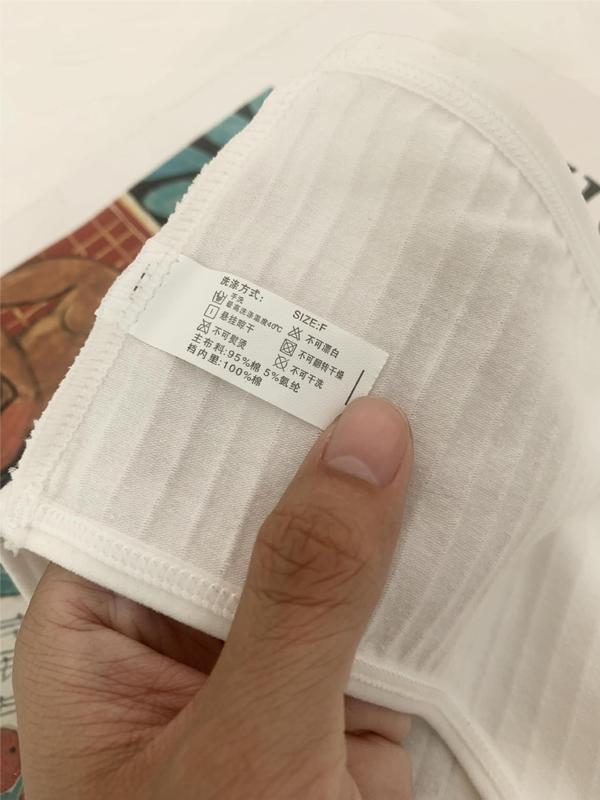 洗涤方式:
SIZE:F
手洗
最高洗涤温度40℃
不可漂白
悬挂晾干
不可翻转干燥
不可熨烫
不可干洗
主布料:95%棉 5%氨纶
裆内里:100%棉